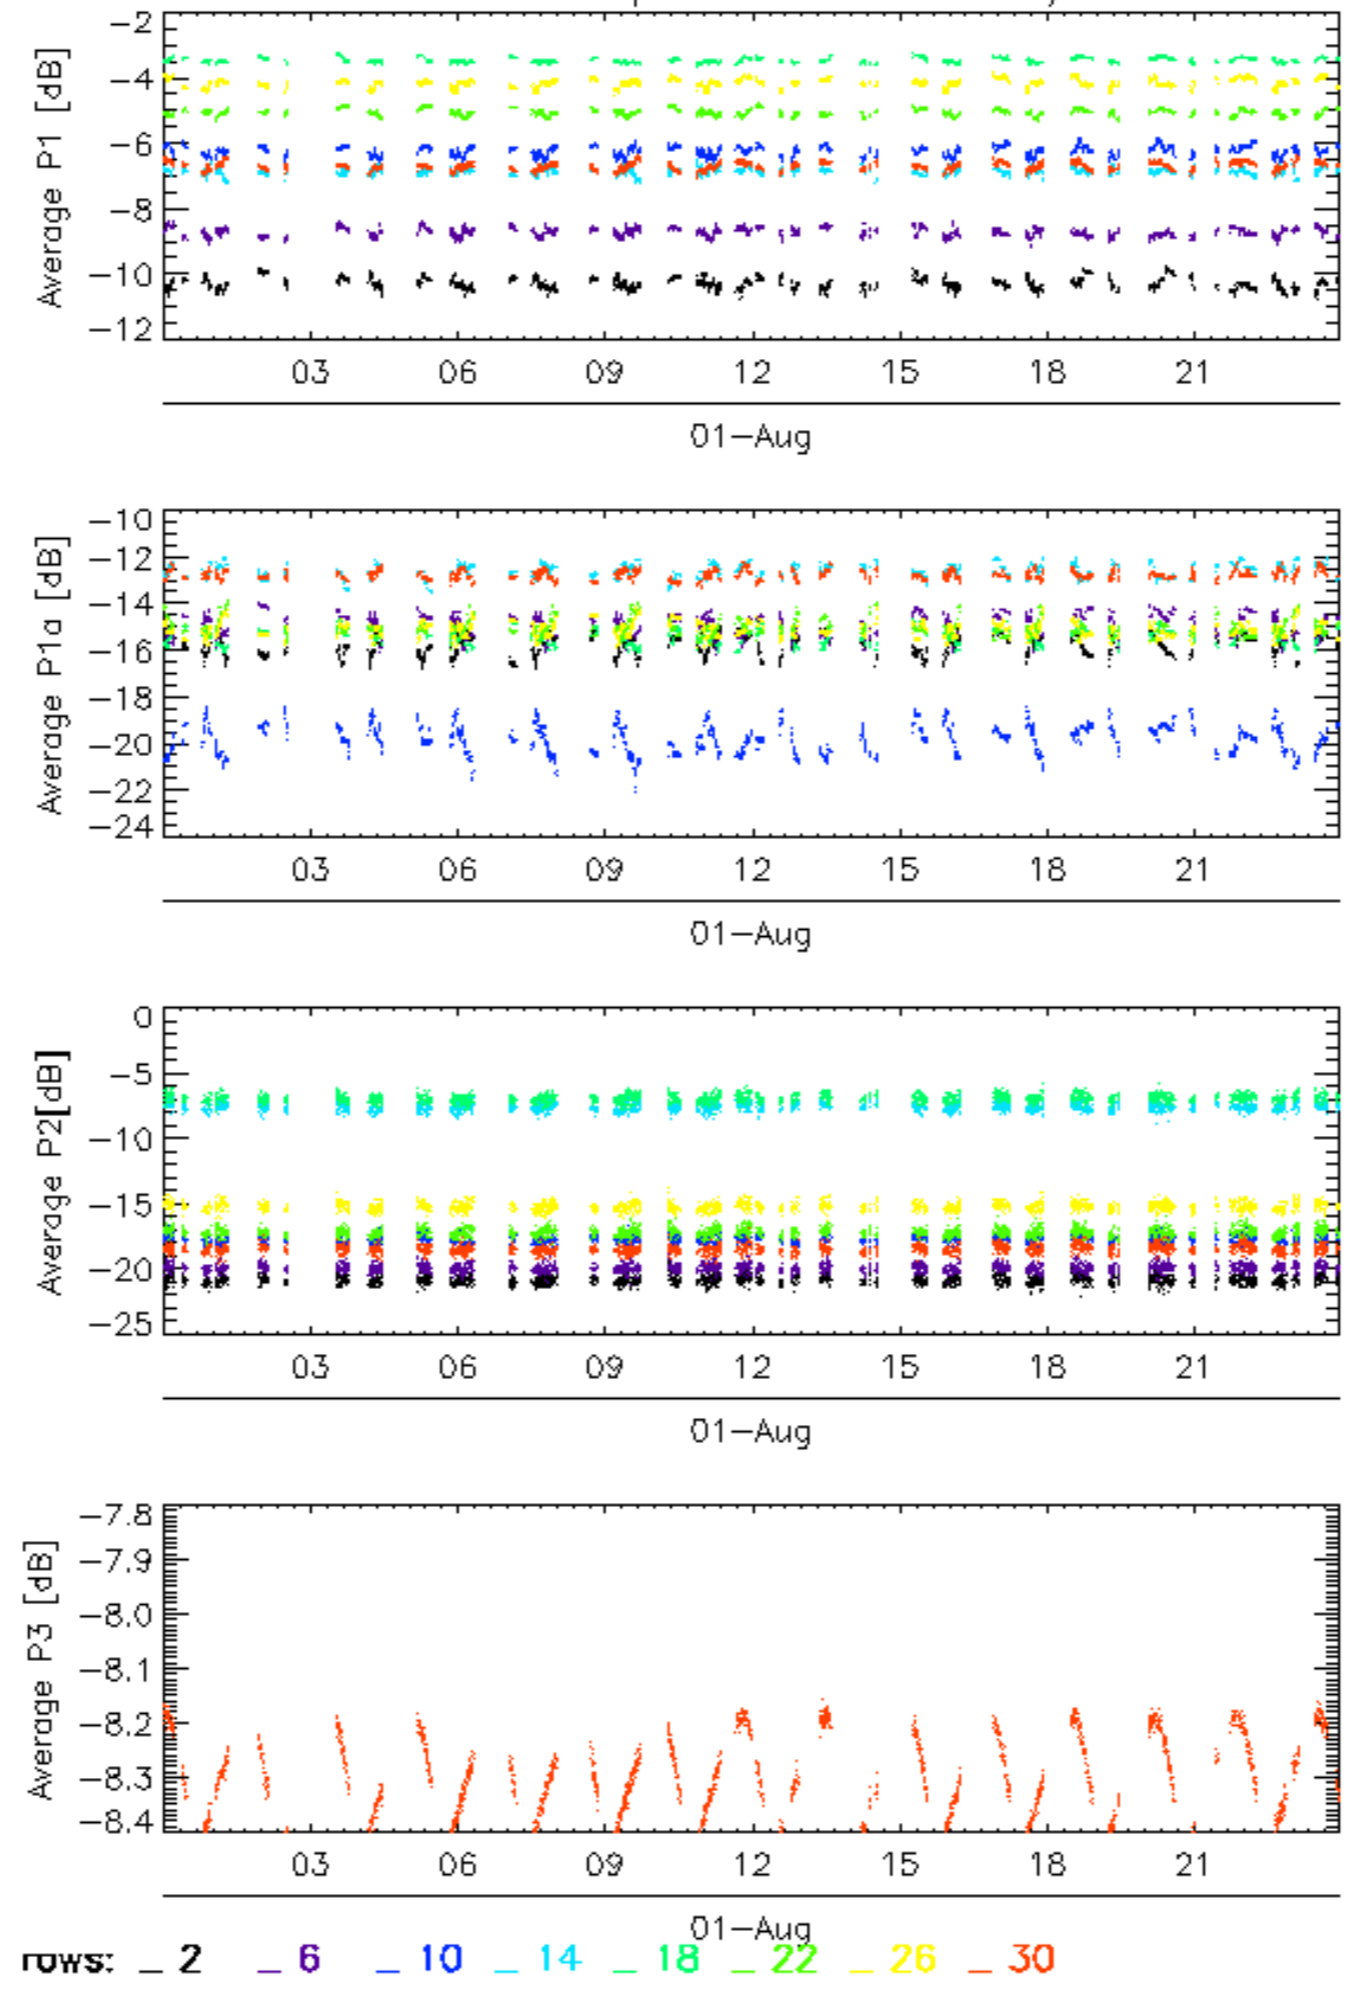 Average P1 [dB]
−2
−4
−6
−8
−10
−12
03 06 09 12 15 18 21
01−Aug
Average P1a [dB]
−10
−12
−14
−16
−18
−20
−22
−24
03 06 09 12 15 18 21
01−Aug
Average P2[dB]
0
−5
−10
−15
−20
−25
03 06 09 12 15 18 21
01−Aug
Average P3 [dB]
−7.8
−7.9
−8.0
−8.1
−8.2
−8.3
−8.4
03 06 09 12 15 18 21
01−Aug
rows: _ 2 _ 6 _ 10 _ 14 _ 18 _ 22 _ 26 _ 30